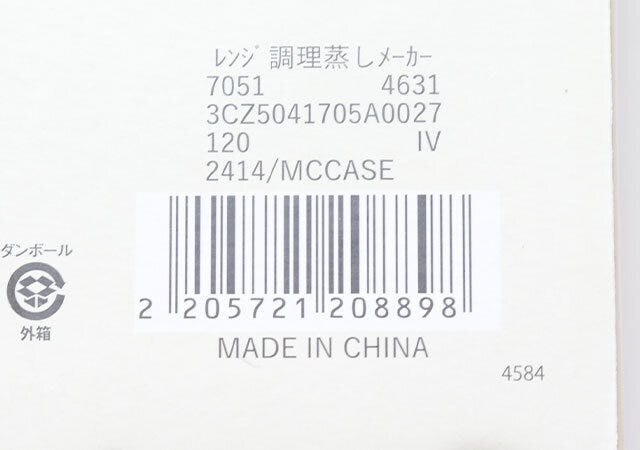 ﾚﾝｼﾞ調理蒸しﾒｰｶｰ
7051 4631
3CZ5041705A0027
120 IV
2414/MCCASE
ダンボール
外箱
2 205721 208898
MADE IN CHINA
4584